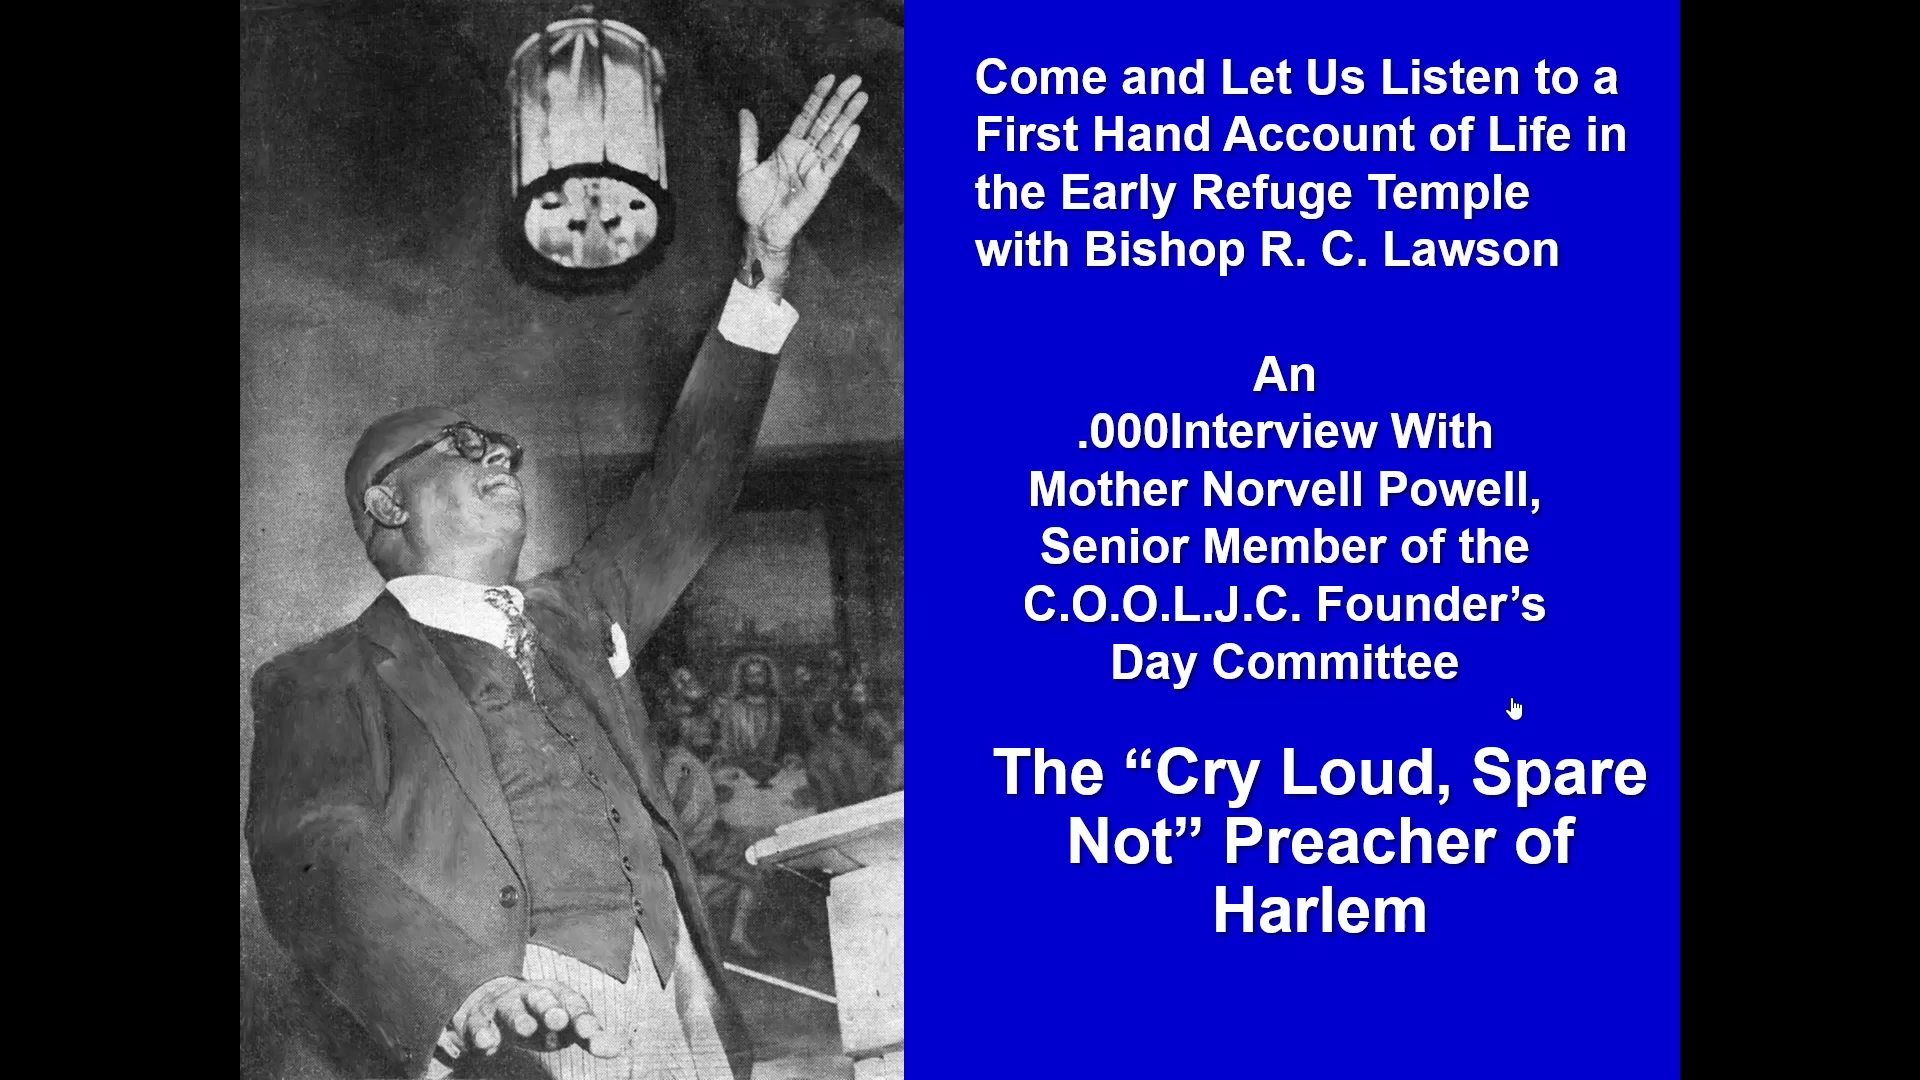 Come and Let Us Listen to a
First Hand Account of Life in
the Early Refuge Temple
with Bishop R. C. Lawson
An
.000Interview With
Mother Norvell Powell,
Senior Member of the
C.O.O.L.J.C. Founder’s
Day Committee
The “Cry Loud, Spare
Not” Preacher of
Harlem